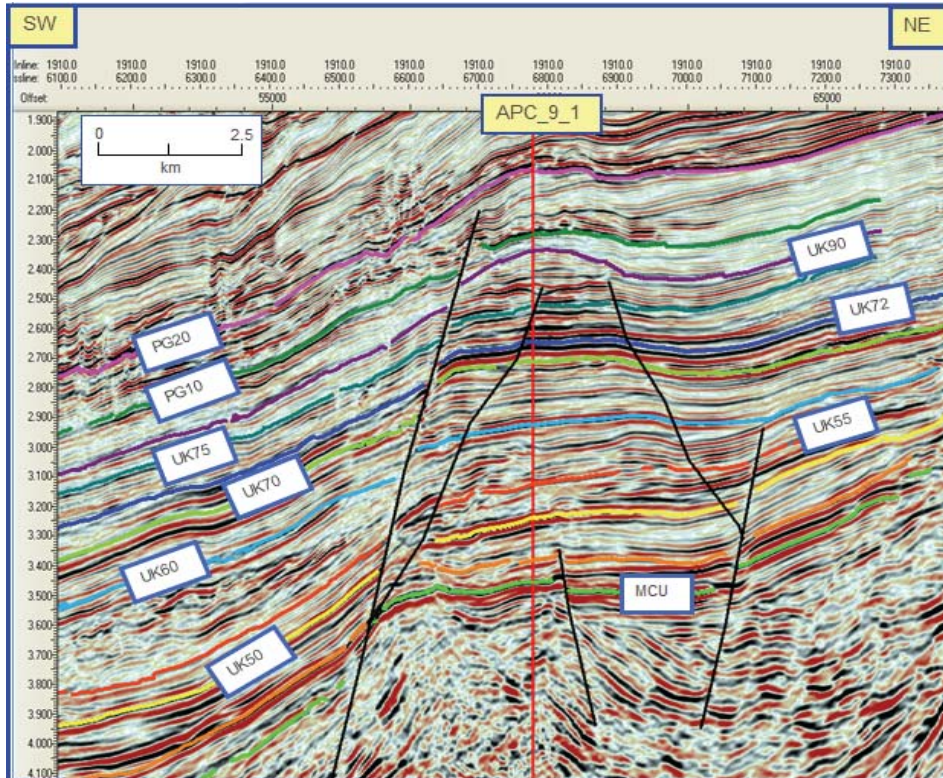 SW
NE
Inline: 1910.0 1910.0 1910.0 1910.0 1910.0 1910.0 1910.0 1910.0 1910.0 1910.0 1910.0 1910.0 1910.0
ssline: 6100.0 6200.0 6300.0 6400.0 6500.0 6600.0 6700.0 6800.0 6900.0 7000.0 7100.0 7200.0 7300.0
Offset: 55000 65000
APC_9_1
0 2.5
km
1.900
2.000
2.100
2.200
2.300
2.400
2.500
2.600
2.700
2.800
2.900
3.000
3.100
3.200
3.300
3.400
3.500
3.600
3.700
3.800
3.900
4.000
4.100
UK90
UK72
PG20
PG10
UK55
UK75
UK70
UK60
MCU
UK50